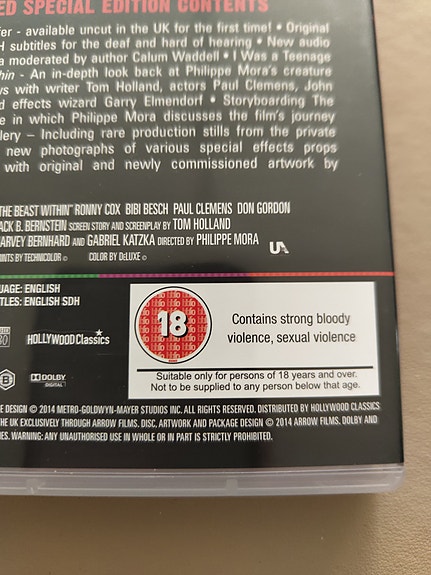 ED SPECIAL EDITION CONTENTS
fer - available uncut in the UK for the first time! • Original
H subtitles for the deaf and hard of hearing • New audio
a moderated by author Calum Waddell • I Was a Teenage
thin - An in-depth look back at Philippe Mora's creature
ws with writer Tom Holland, actors Paul Clemens, John
d effects wizard Garry Elmendorf • Storyboarding The
e in which Philippe Mora discusses the film's journey
lery – Including rare production stills from the private
new photographs of various special effects props
with original and newly commissioned artwork by
THE BEAST WITHIN" RONNY COX BIBI BESCH PAUL CLEMENS DON GORDON
ACK B. BERNSTEIN SCREEN STORY AND SCREENPLAY BY TOM HOLLAND
HARVEY BERNHARD AND GABRIEL KATZKA DIRECTED BY PHILIPPE MORA
UA
RINTS BY TECHNICOLOR® COLOR BY DeLUXE®
UAGE: ENGLISH
TITLES: ENGLISH SDH
18
Contains strong bloody
violence, sexual violence
Suitable only for persons of 18 years and over.
Not to be supplied to any person below that age.
80
HOLLYWOOD Classics
B
DOLBY
DIGITAL
E DESIGN © 2014 METRO-GOLDWYN-MAYER STUDIOS INC. ALL RIGHTS RESERVED. DISTRIBUTED BY HOLLYWOOD CLASSICS
THE UK EXCLUSIVELY THROUGH ARROW FILMS. DISC, ARTWORK AND PACKAGE DESIGN © 2014 ARROW FILMS. DOLBY AND
IES. WARNING: ANY UNAUTHORISED USE IN WHOLE OR IN PART IS STRICTLY PROHIBITED.